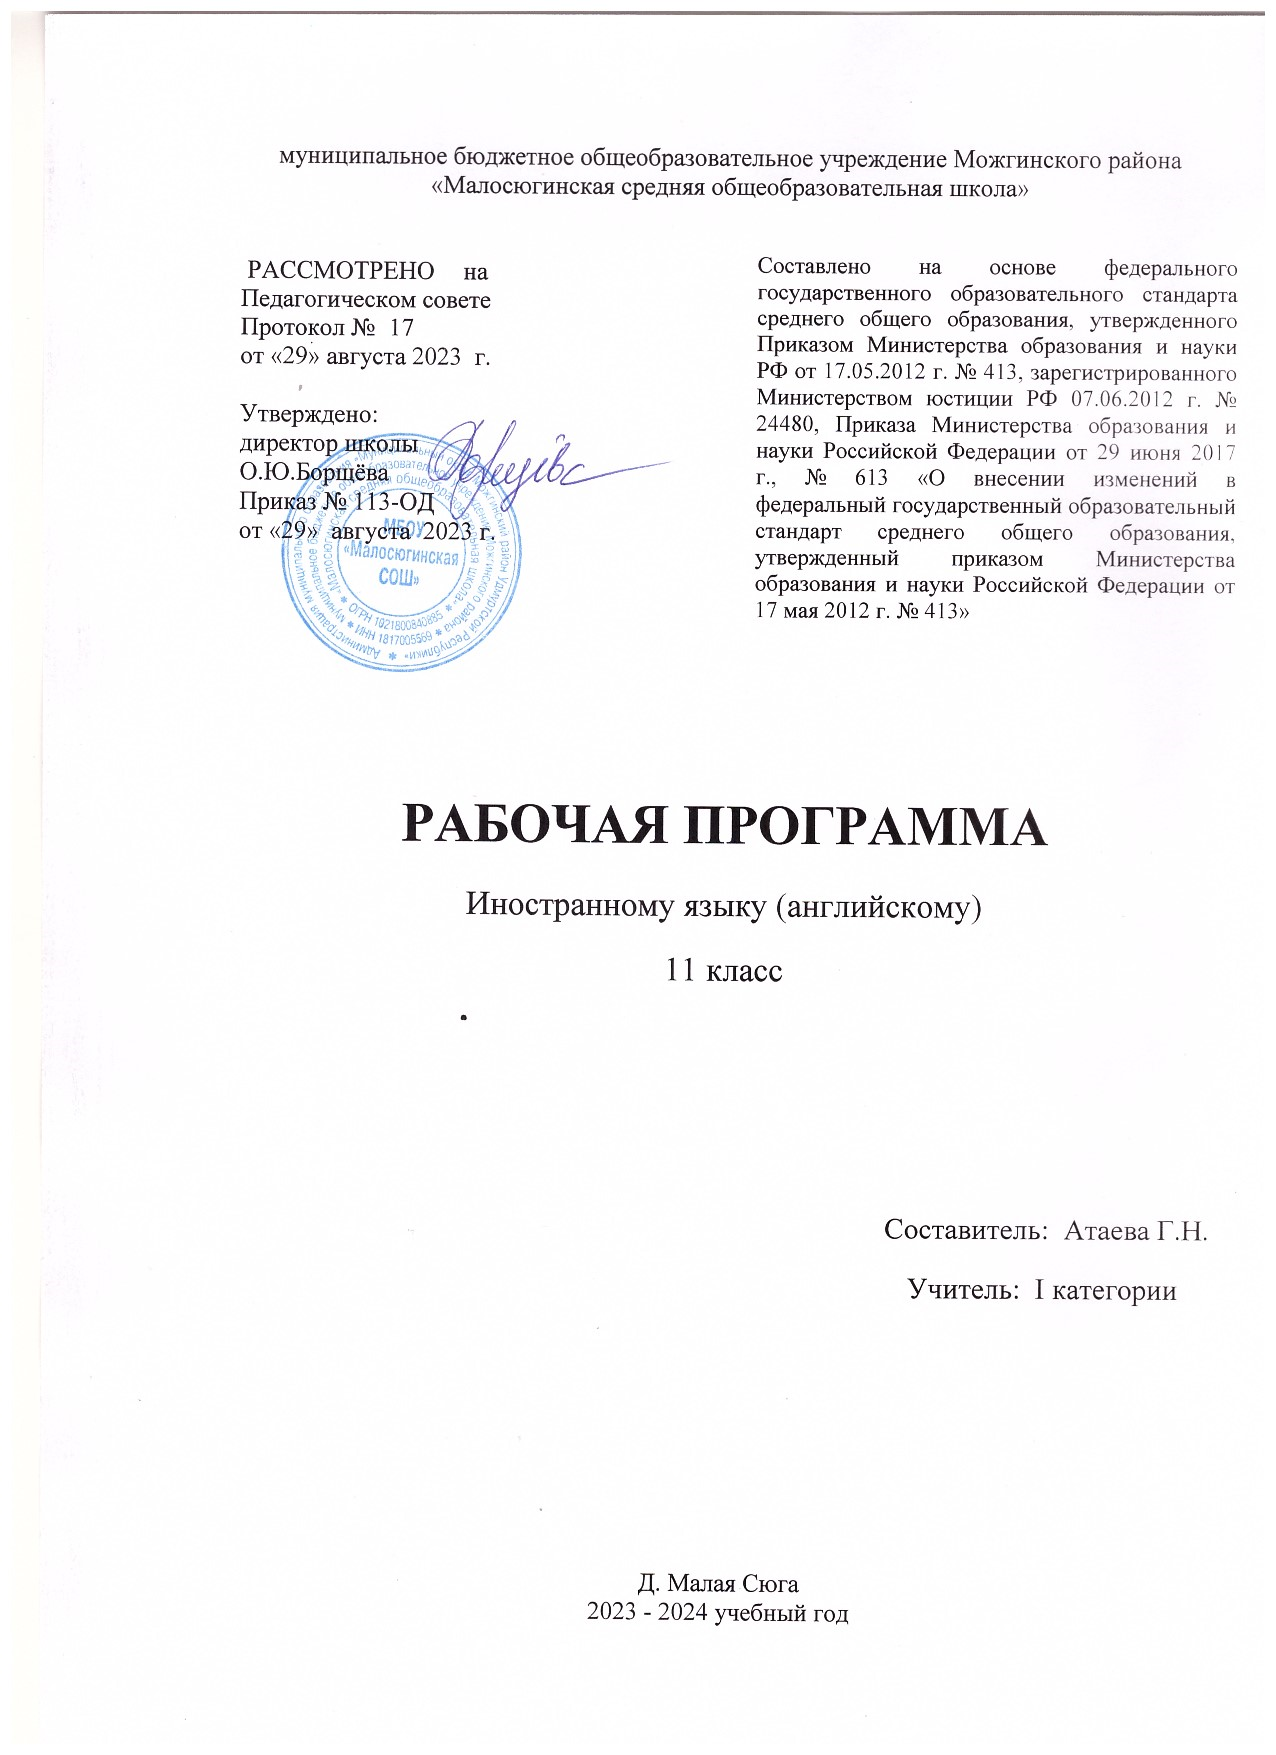 муниципальное бюджетное общеобразовательное учреждение Можгинского района
«Малосюгинская средняя общеобразовательная школа»
РАССМОТРЕНО на
Педагогическом совете
Протокол № 17
от «29» августа 2023 г.
Утверждено:
директор школы
О.Ю.Борщёва
Приказ № 113-ОД
от «29» августа 2023 г.
МБОУ
«Малосюгинская
СОШ»
ОГРН 1021800840885
ИНН 1817005569
Составлено на основе федерального
государственного образовательного стандарта
среднего общего образования, утвержденного
Приказом Министерства образования и науки
РФ от 17.05.2012 г. № 413, зарегистрированного
Министерством юстиции РФ 07.06.2012 г. №
24480, Приказа Министерства образования и
науки Российской Федерации от 29 июня 2017
г., № 613 «О внесении изменений в
федеральный государственный образовательный
стандарт среднего общего образования,
утвержденный приказом Министерства
образования и науки Российской Федерации от
17 мая 2012 г. № 413»
РАБОЧАЯ ПРОГРАММА
Иностранному языку (английскому)
11 класс
Составитель: Атаева Г.Н.
Учитель: I категории
Д. Малая Сюга
2023 - 2024 учебный год